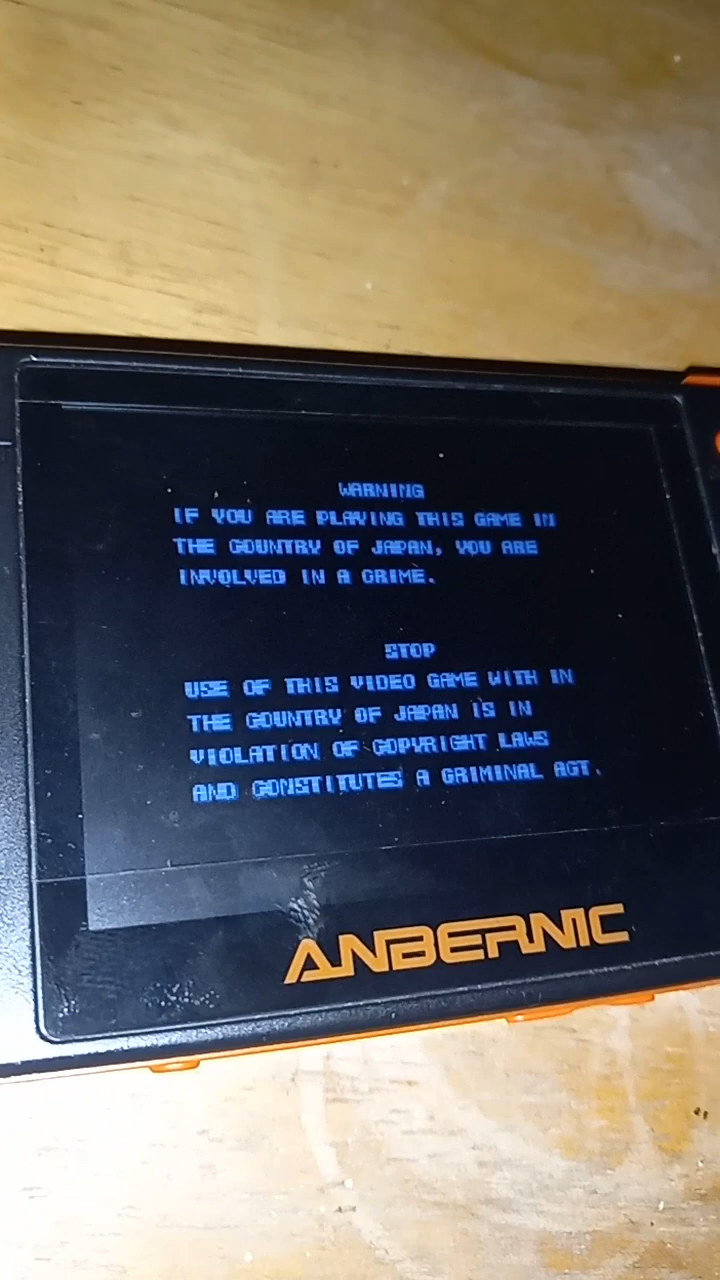 WARNING
IF YOU ARE PLAYING THIS GAME IN
THE COUNTRY OF JAPAN, YOU ARE
INVOLVED IN A CRIME.
STOP
USE OF THIS VIDEO GAME WITH IN
THE COUNTRY OF JAPAN IS IN
VIOLATION OF COPYRIGHT LAWS
AND CONSTITUTES A CRIMINAL ACT.
ANBERNIC